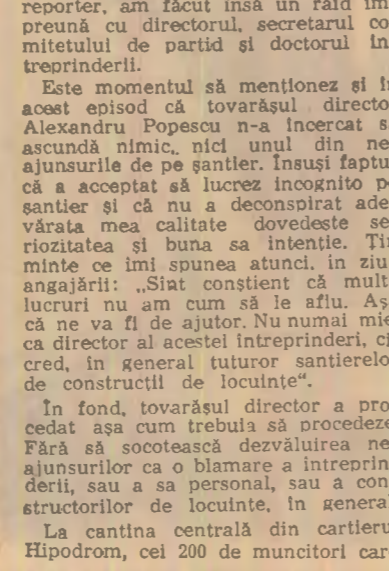 reporter, am făcut însă un raid îm
preună cu directorul, secretarul co
mitetului de partid și doctorul în
treprinderii.
Este momentul să menționez și î
acest episod că tovarășul directo
Alexandru Popescu n-a încercat s
ascundă nimic, nici unul din ne
ajunsurile de pe șantier. Însuși faptu
că a acceptat să lucrez incognito p
șantier și că nu a deconspirat ade
vărata mea calitate dovedește se
riozitatea și buna sa intenție. Ți
minte ce îmi spunea atunci, în ziu
angajării: „Sînt conștient că mult
lucruri nu am cum să le aflu. Aș
că ne va fi de ajutor. Nu numai mie
ca director al acestei întreprinderi, ci
cred, în general tuturor șantierelo
de construcții de locuințe“.
În fond, tovarășul director a pro
cedat așa cum trebuia să procedeze
Fără să socotească dezvăluirea ne
ajunsurilor ca o blamare a întreprin
derii, sau a sa personal, sau a con
structorilor de locuințe, în general
La cantina centrală din cartieru
Hipodrom, cei 200 de muncitori car